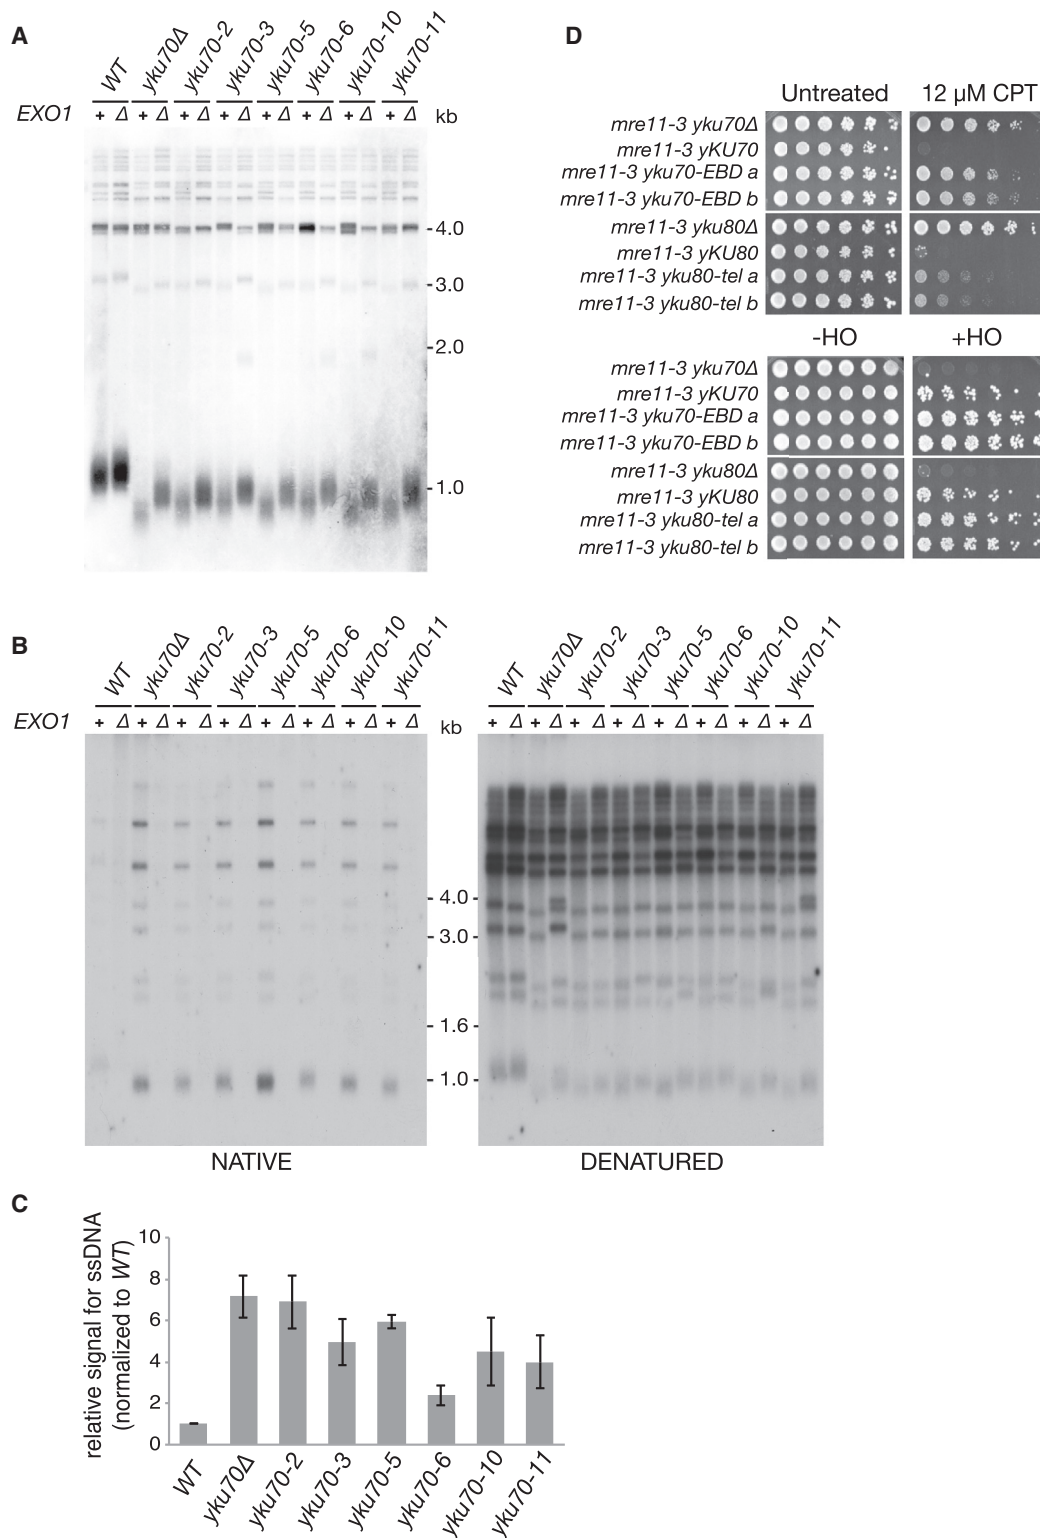 A
WT yku70Δ yku70-2 yku70-3 yku70-5 yku70-6 yku70-10 yku70-11
EXO1 + Δ + Δ + Δ + Δ + Δ + Δ + Δ + Δ kb
4.0
3.0
2.0
1.0
D
Untreated 12 µM CPT
mre11-3 yku70Δ
mre11-3 yKU70
mre11-3 yku70-EBD a
mre11-3 yku70-EBD b
mre11-3 yku80Δ
mre11-3 yKU80
mre11-3 yku80-tel a
mre11-3 yku80-tel b
-HO +HO
mre11-3 yku70Δ
mre11-3 yKU70
mre11-3 yku70-EBD a
mre11-3 yku70-EBD b
mre11-3 yku80Δ
mre11-3 yKU80
mre11-3 yku80-tel a
mre11-3 yku80-tel b
B
WT yku70Δ yku70-2 yku70-3 yku70-5 yku70-6 yku70-10 yku70-11
WT yku70Δ yku70-2 yku70-3 yku70-5 yku70-6 yku70-10 yku70-11
EXO1 + Δ + Δ + Δ + Δ + Δ + Δ + Δ + Δ kb + Δ + Δ + Δ + Δ + Δ + Δ + Δ + Δ
4.0
3.0
1.6
1.0
NATIVE DENATURED
C
relative signal for ssDNA
(normalized to WT)
10
8
6
4
2
0
WT yku70Δ yku70-2 yku70-3 yku70-5 yku70-6 yku70-10 yku70-11